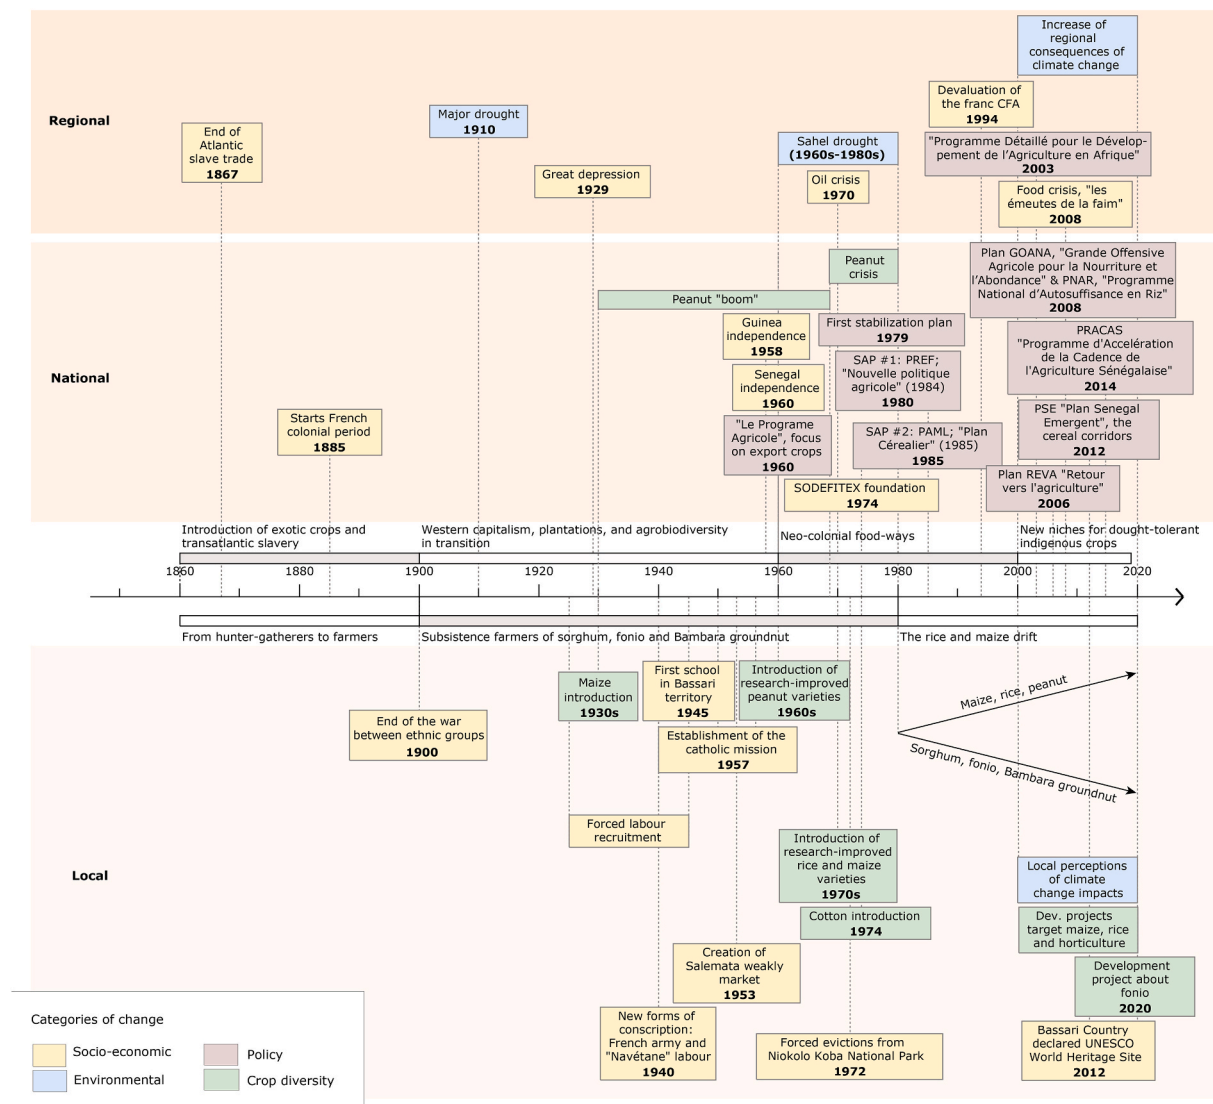 Increase of
regional
consequences of
climate change
Devaluation of
the franc CFA
1994
Regional
Major drought
1910
End of
Atlantic
slave trade
1867
Sahel drought
(1960s-1980s)
"Programme Détaillé pour le Dévelop-
pement de l’Agriculture en Afrique"
2003
Great depression
1929
Oil crisis
1970
Food crisis, "les
émeutes de la faim"
2008
Peanut
crisis
Plan GOANA, "Grande Offensive
Agricole pour la Nourriture et
l’Abondance" & PNAR, "Programme
National d’Autosuffisance en Riz"
2008
Peanut "boom"
Guinea
independence
1958
First stabilization plan
1979
PRACAS
"Programme d'Accelération
de la Cadence de
l'Agriculture Sénégalaise"
2014
National
Senegal
independence
1960
SAP #1: PREF;
"Nouvelle politique
agricole" (1984)
1980
Starts French
colonial period
1885
"Le Programe
Agricole", focus
on export crops
1960
SAP #2: PAML; "Plan
Céréalier" (1985)
1985
PSE "Plan Senegal
Emergent", the
cereal corridors
2012
SODEFITEX foundation
1974
Plan REVA "Retour
vers l'agriculture"
2006
Introduction of exotic crops and
transatlantic slavery
Western capitalism, plantations, and agrobiodiversity
in transition
Neo-colonial food-ways
New niches for dought-tolerant
indigenous crops
1860 1880 1900 1920 1940 1960 1980 2000 2020
From hunter-gatherers to farmers
Subsistence farmers of sorghum, fonio and Bambara groundnut
The rice and maize drift
Maize
introduction
1930s
First school
in Bassari
territory
1945
Introduction of
research-improved
peanut varieties
1960s
Maize, rice, peanut
End of the war
between ethnic groups
1900
Establishment of the
catholic mission
1957
Sorghum, fonio, Bambara groundnut
Forced labour
recruitment
Introduction of
research-improved
rice and maize
varieties
1970s
Local
Local perceptions
of climate
change impacts
Cotton introduction
1974
Dev. projects
target maize, rice
and horticulture
Creation of
Salemata weakly
market
1953
Development
project about
fonio
2020
New forms of
conscription:
French army and
"Navétane" labour
1940
Forced evictions from
Niokolo Koba National Park
1972
Bassari Country
declared UNESCO
World Heritage Site
2012
Categories of change
Socio-economic
Policy
Environmental
Crop diversity